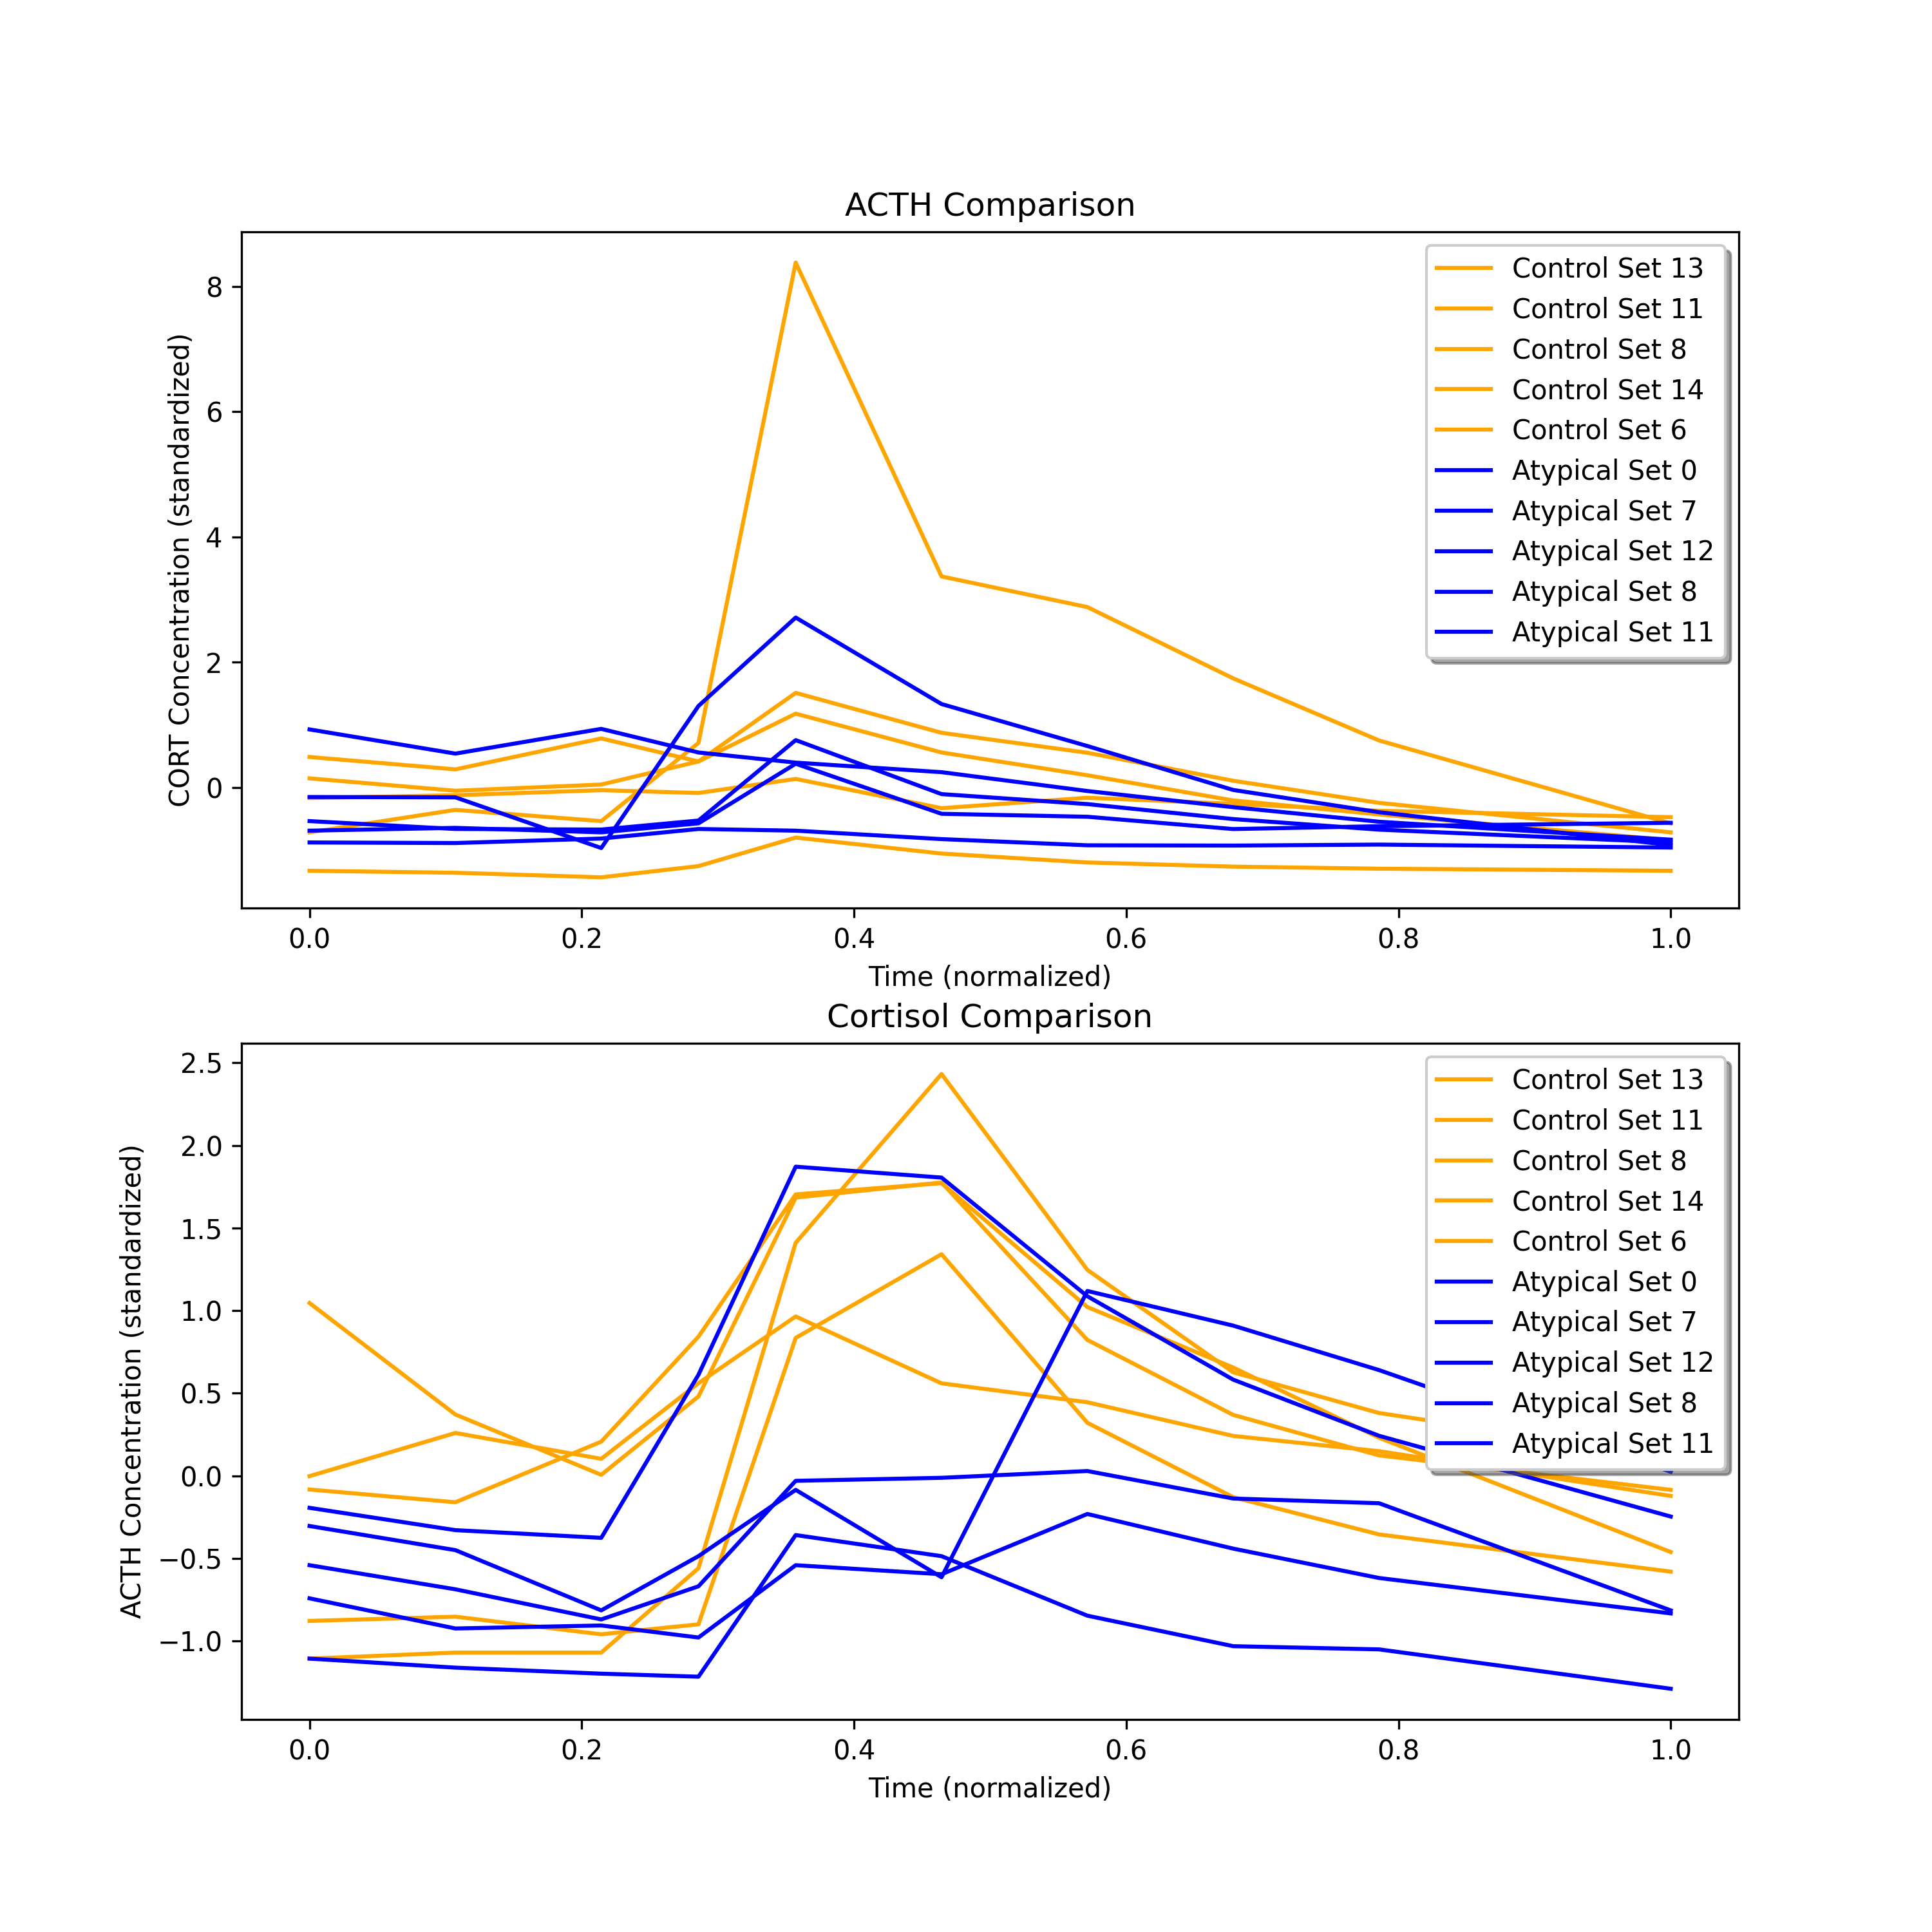 ACTH Comparison
CORT Concentration (standardized)
8
6
4
2
0
Control Set 13
Control Set 11
Control Set 8
Control Set 14
Control Set 6
Atypical Set 0
Atypical Set 7
Atypical Set 12
Atypical Set 8
Atypical Set 11
0.0 0.2 0.4 0.6 0.8 1.0
Time (normalized)
Cortisol Comparison
ACTH Concentration (standardized)
2.5
2.0
1.5
1.0
0.5
0.0
−0.5
−1.0
Control Set 13
Control Set 11
Control Set 8
Control Set 14
Control Set 6
Atypical Set 0
Atypical Set 7
Atypical Set 12
Atypical Set 8
Atypical Set 11
0.0 0.2 0.4 0.6 0.8 1.0
Time (normalized)